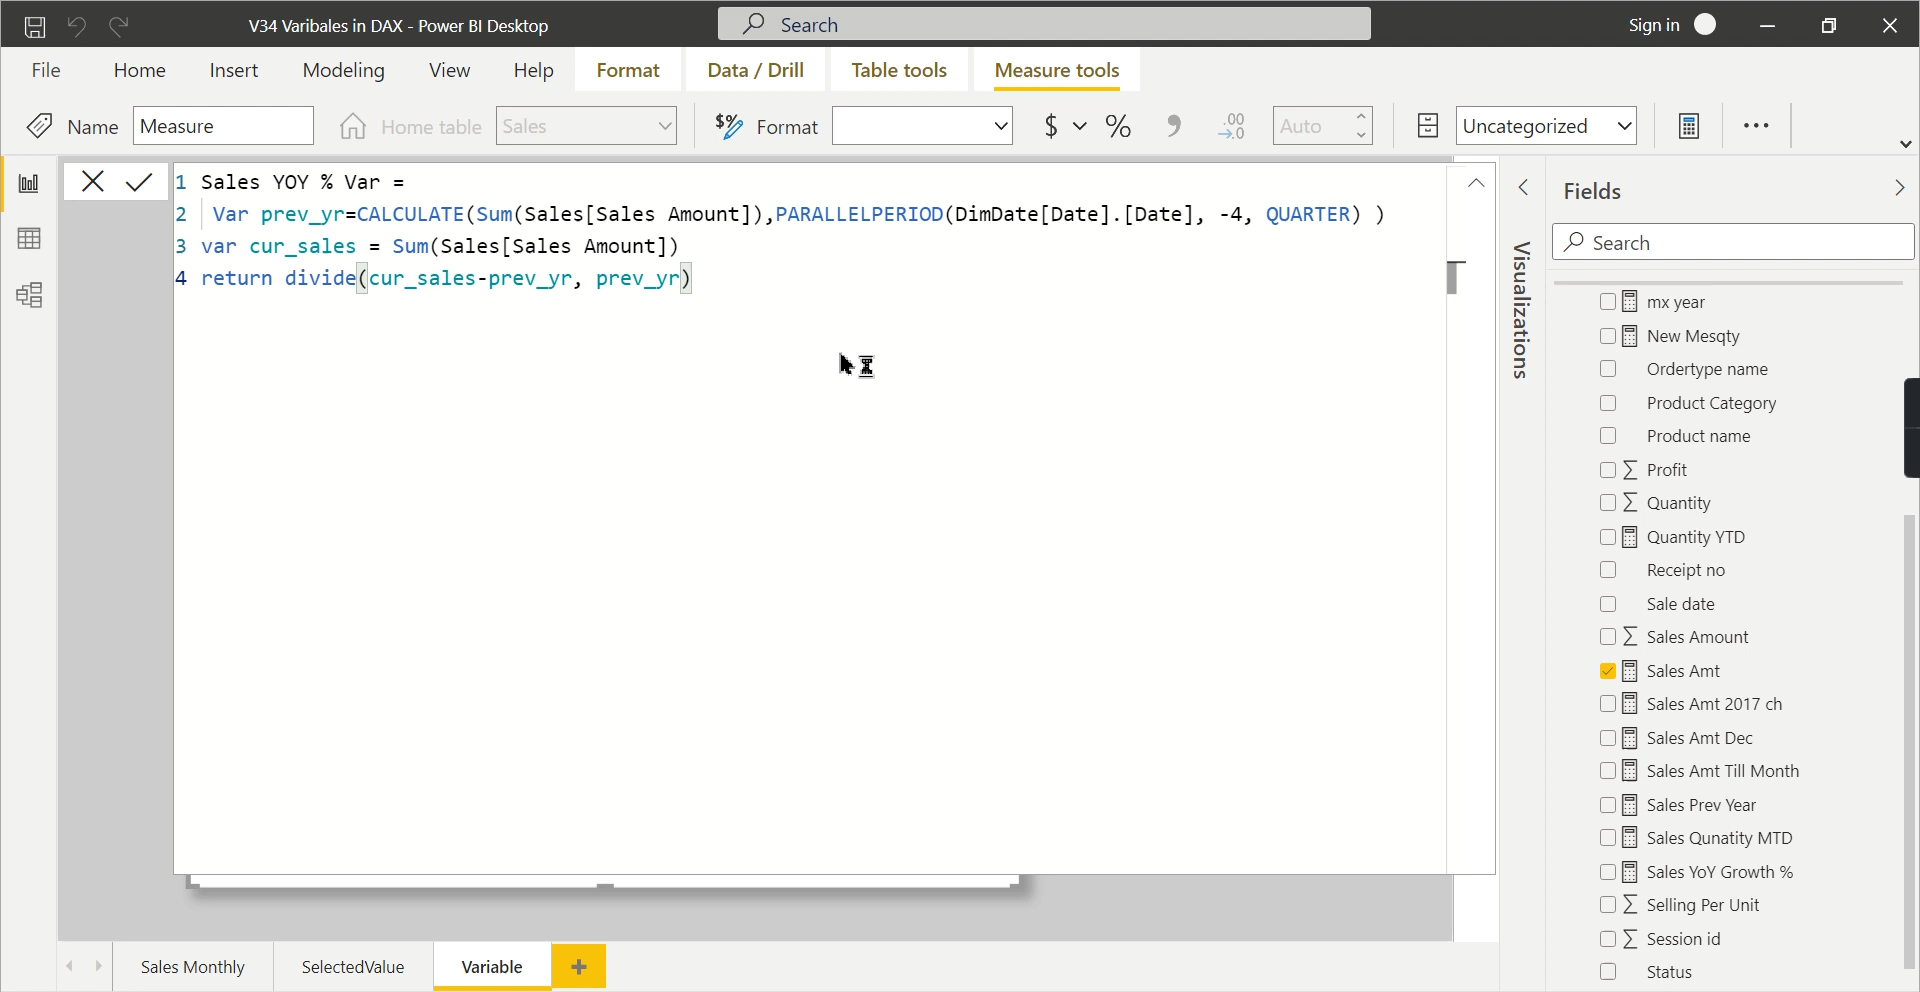 V34 Varibales in DAX - Power BI Desktop
Search
Sign in
File Home Insert Modeling View Help Format Data / Drill Table tools Measure tools
Name Measure Home table Sales $% Format $ % .00 Auto Uncategorized
1 Sales YOY % Var =
2 Var prev_yr=CALCULATE(Sum(Sales[Sales Amount]),PARALLELPERIOD(DimDate[Date].[Date], -4, QUARTER) )
3 var cur_sales = Sum(Sales[Sales Amount])
4 return divide(cur_sales-prev_yr, prev_yr)
Visualizations
Fields
Search
mx year
New Mesqty
Ordertype name
Product Category
Product name
Profit
Quantity
Quantity YTD
Receipt no
Sale date
Sales Amount
Sales Amt
Sales Amt 2017 ch
Sales Amt Dec
Sales Amt Till Month
Sales Prev Year
Sales Qunatity MTD
Sales YoY Growth %
Selling Per Unit
Session id
Status
Sales Monthly SelectedValue Variable +